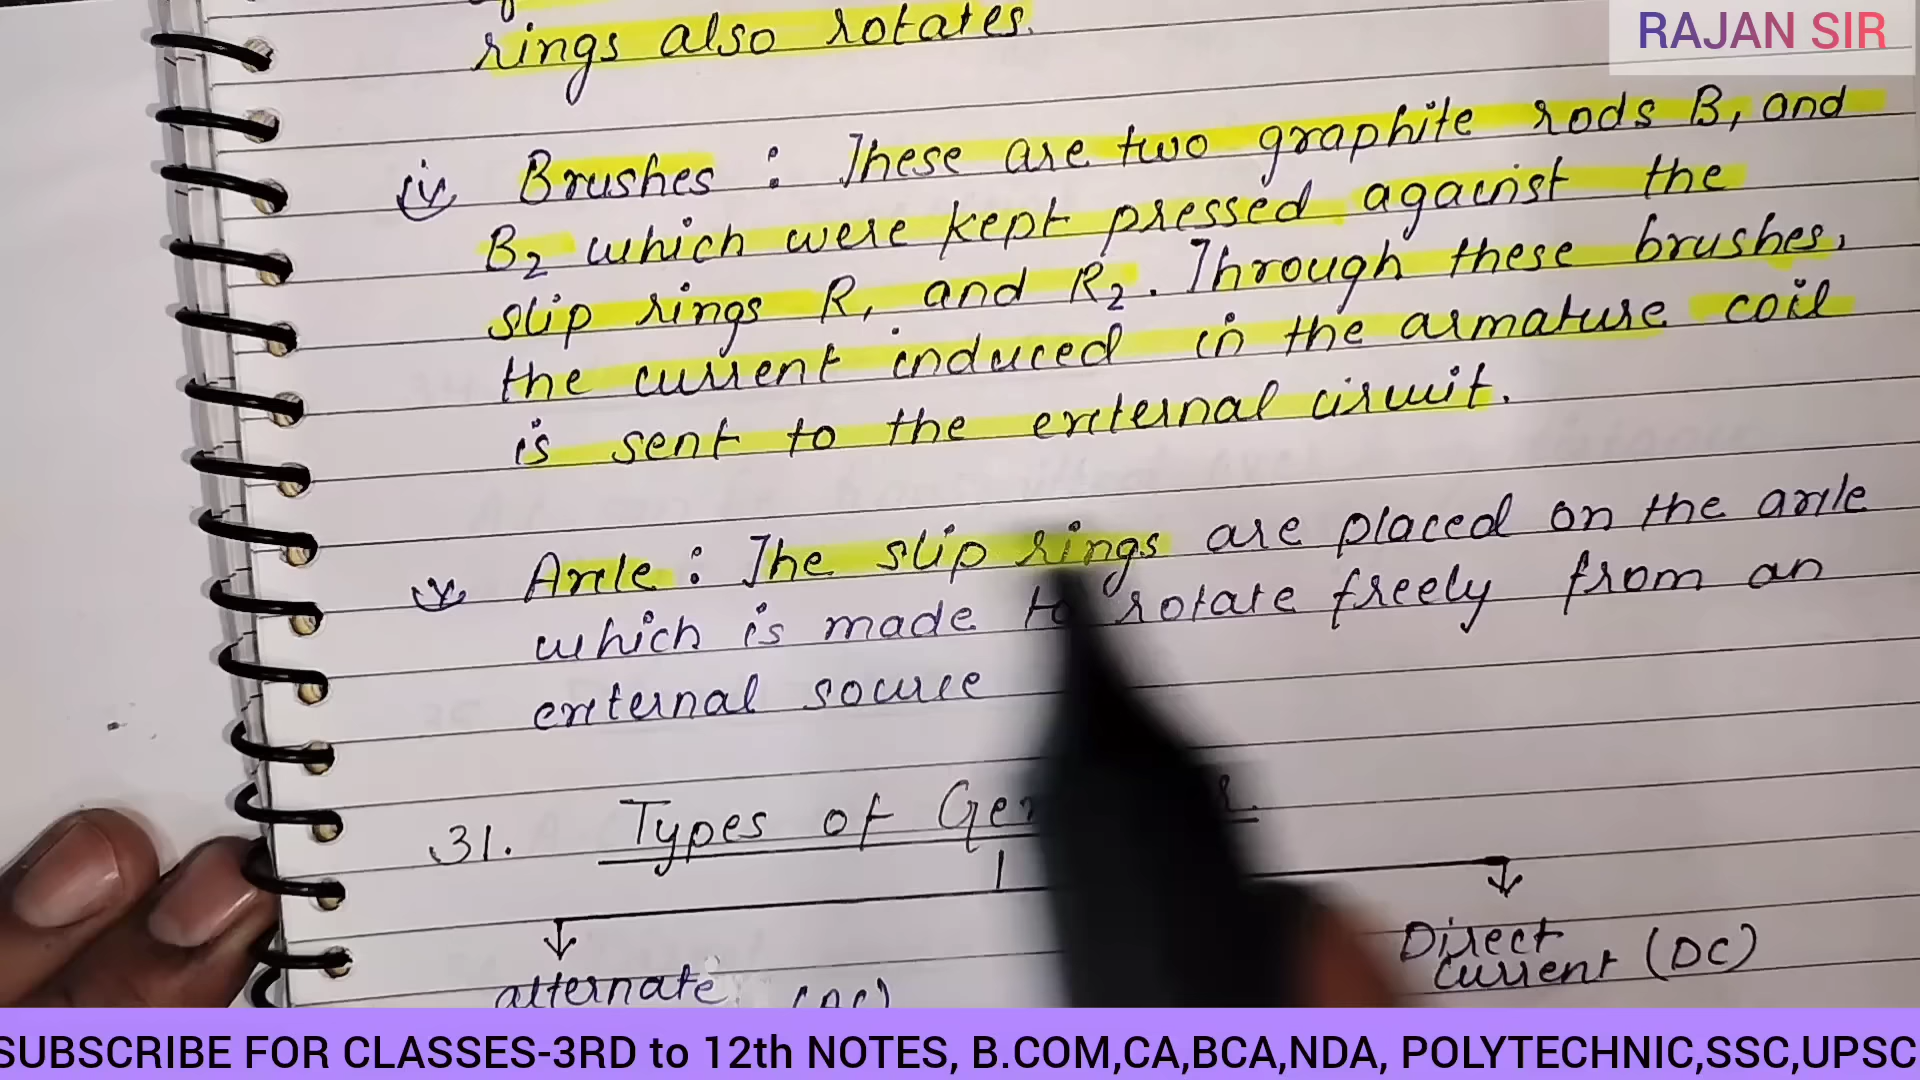 rings also rotates.
RAJAN SIR
(iv) Brushes : These are two graphite rods B1 and
B2 which were kept pressed against the
slip rings R1 and R2. Through these brushes,
the current induced in the armature coil
is sent to the external circuit.
(v) Axle : The slip rings are placed on the axle
which is made to rotate freely from an
external source
31. Types of
Direct
current (DC)
alternate (AC)
SUBSCRIBE FOR CLASSES-3RD to 12th NOTES, B.COM,CA,BCA,NDA, POLYTECHNIC,SSC,UPSC